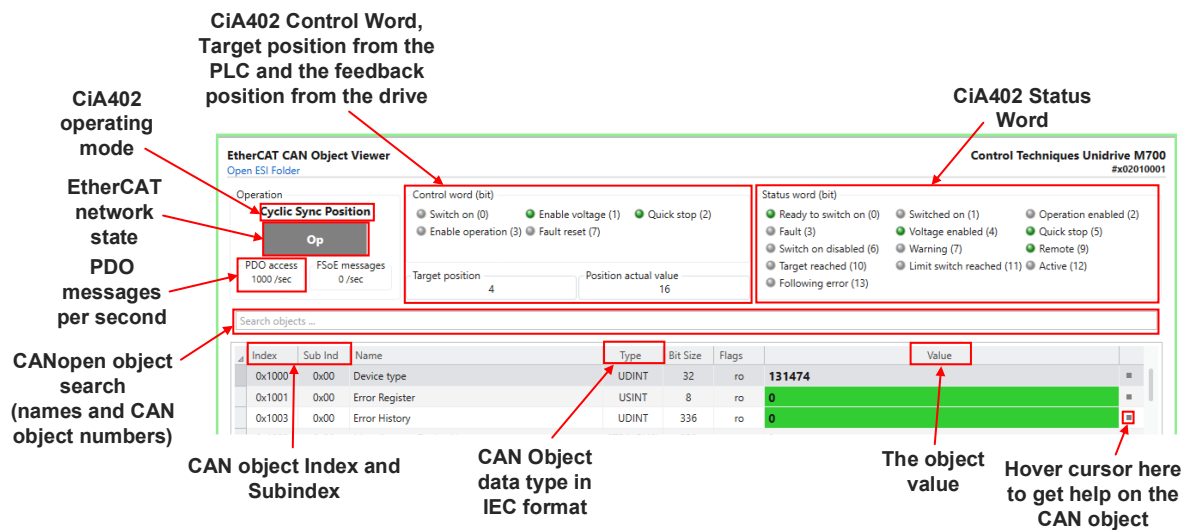 CiA402 Control Word,
Target position from the
PLC and the feedback
position from the drive
CiA402
operating
mode
CiA402 Status
Word
EtherCAT
network
state
PDO
messages
per second
CANopen object
search
(names and CAN
object numbers)
EtherCAT CAN Object Viewer
Open ESI Folder
Control Techniques Unidrive M700
#x02010001
Operation
Cyclic Sync Position
Op
PDO access
1000 /sec
FSoE messages
0 /sec
Control word (bit)
Switch on (0) Enable voltage (1) Quick stop (2)
Enable operation (3) Fault reset (7)
Target position
4
Position actual value
16
Status word (bit)
Ready to switch on (0) Switched on (1) Operation enabled (2)
Fault (3) Voltage enabled (4) Quick stop (5)
Switch on disabled (6) Warning (7) Remote (9)
Target reached (10) Limit switch reached (11) Active (12)
Following error (13)
Search objects ...
Index Sub Ind Name Type Bit Size Flags Value
0x1000 0x00 Device type UDINT 32 ro 131474
0x1001 0x00 Error Register USINT 8 ro 0
0x1003 0x00 Error History UDINT 336 ro 0
CAN object Index and
Subindex
CAN Object
data type in
IEC format
The object
value
Hover cursor here
to get help on the
CAN object